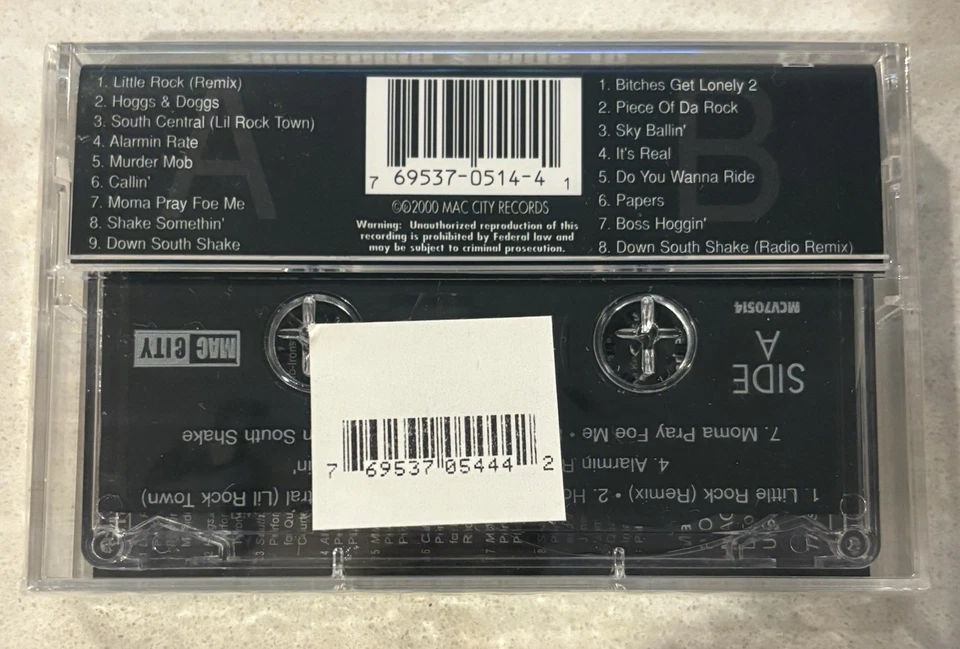 1. Little Rock (Remix)
2. Hoggs & Doggs
3. South Central (Lil Rock Town)
4. Alarmin Rate
5. Murder Mob
6. Callin'
7. Moma Pray Foe Me
8. Shake Somethin'
9. Down South Shake
A
7 69537-0514-4 1
©℗2000 MAC CITY RECORDS
Warning: Unauthorized reproduction of this
recording is prohibited by Federal law and
may be subject to criminal prosecution.
B
1. Bitches Get Lonely 2
2. Piece Of Da Rock
3. Sky Ballin'
4. It's Real
5. Do You Wanna Ride
6. Papers
7. Boss Hoggin'
8. Down South Shake (Radio Remix)
MCV70514
MAC CITY
SIDE
A
7. Moma Pray Foe Me •
South Shake
4. Alarmin
1. Little Rock (Remix) • 2.
(Lil Rock Town)
7 69537 05444 2